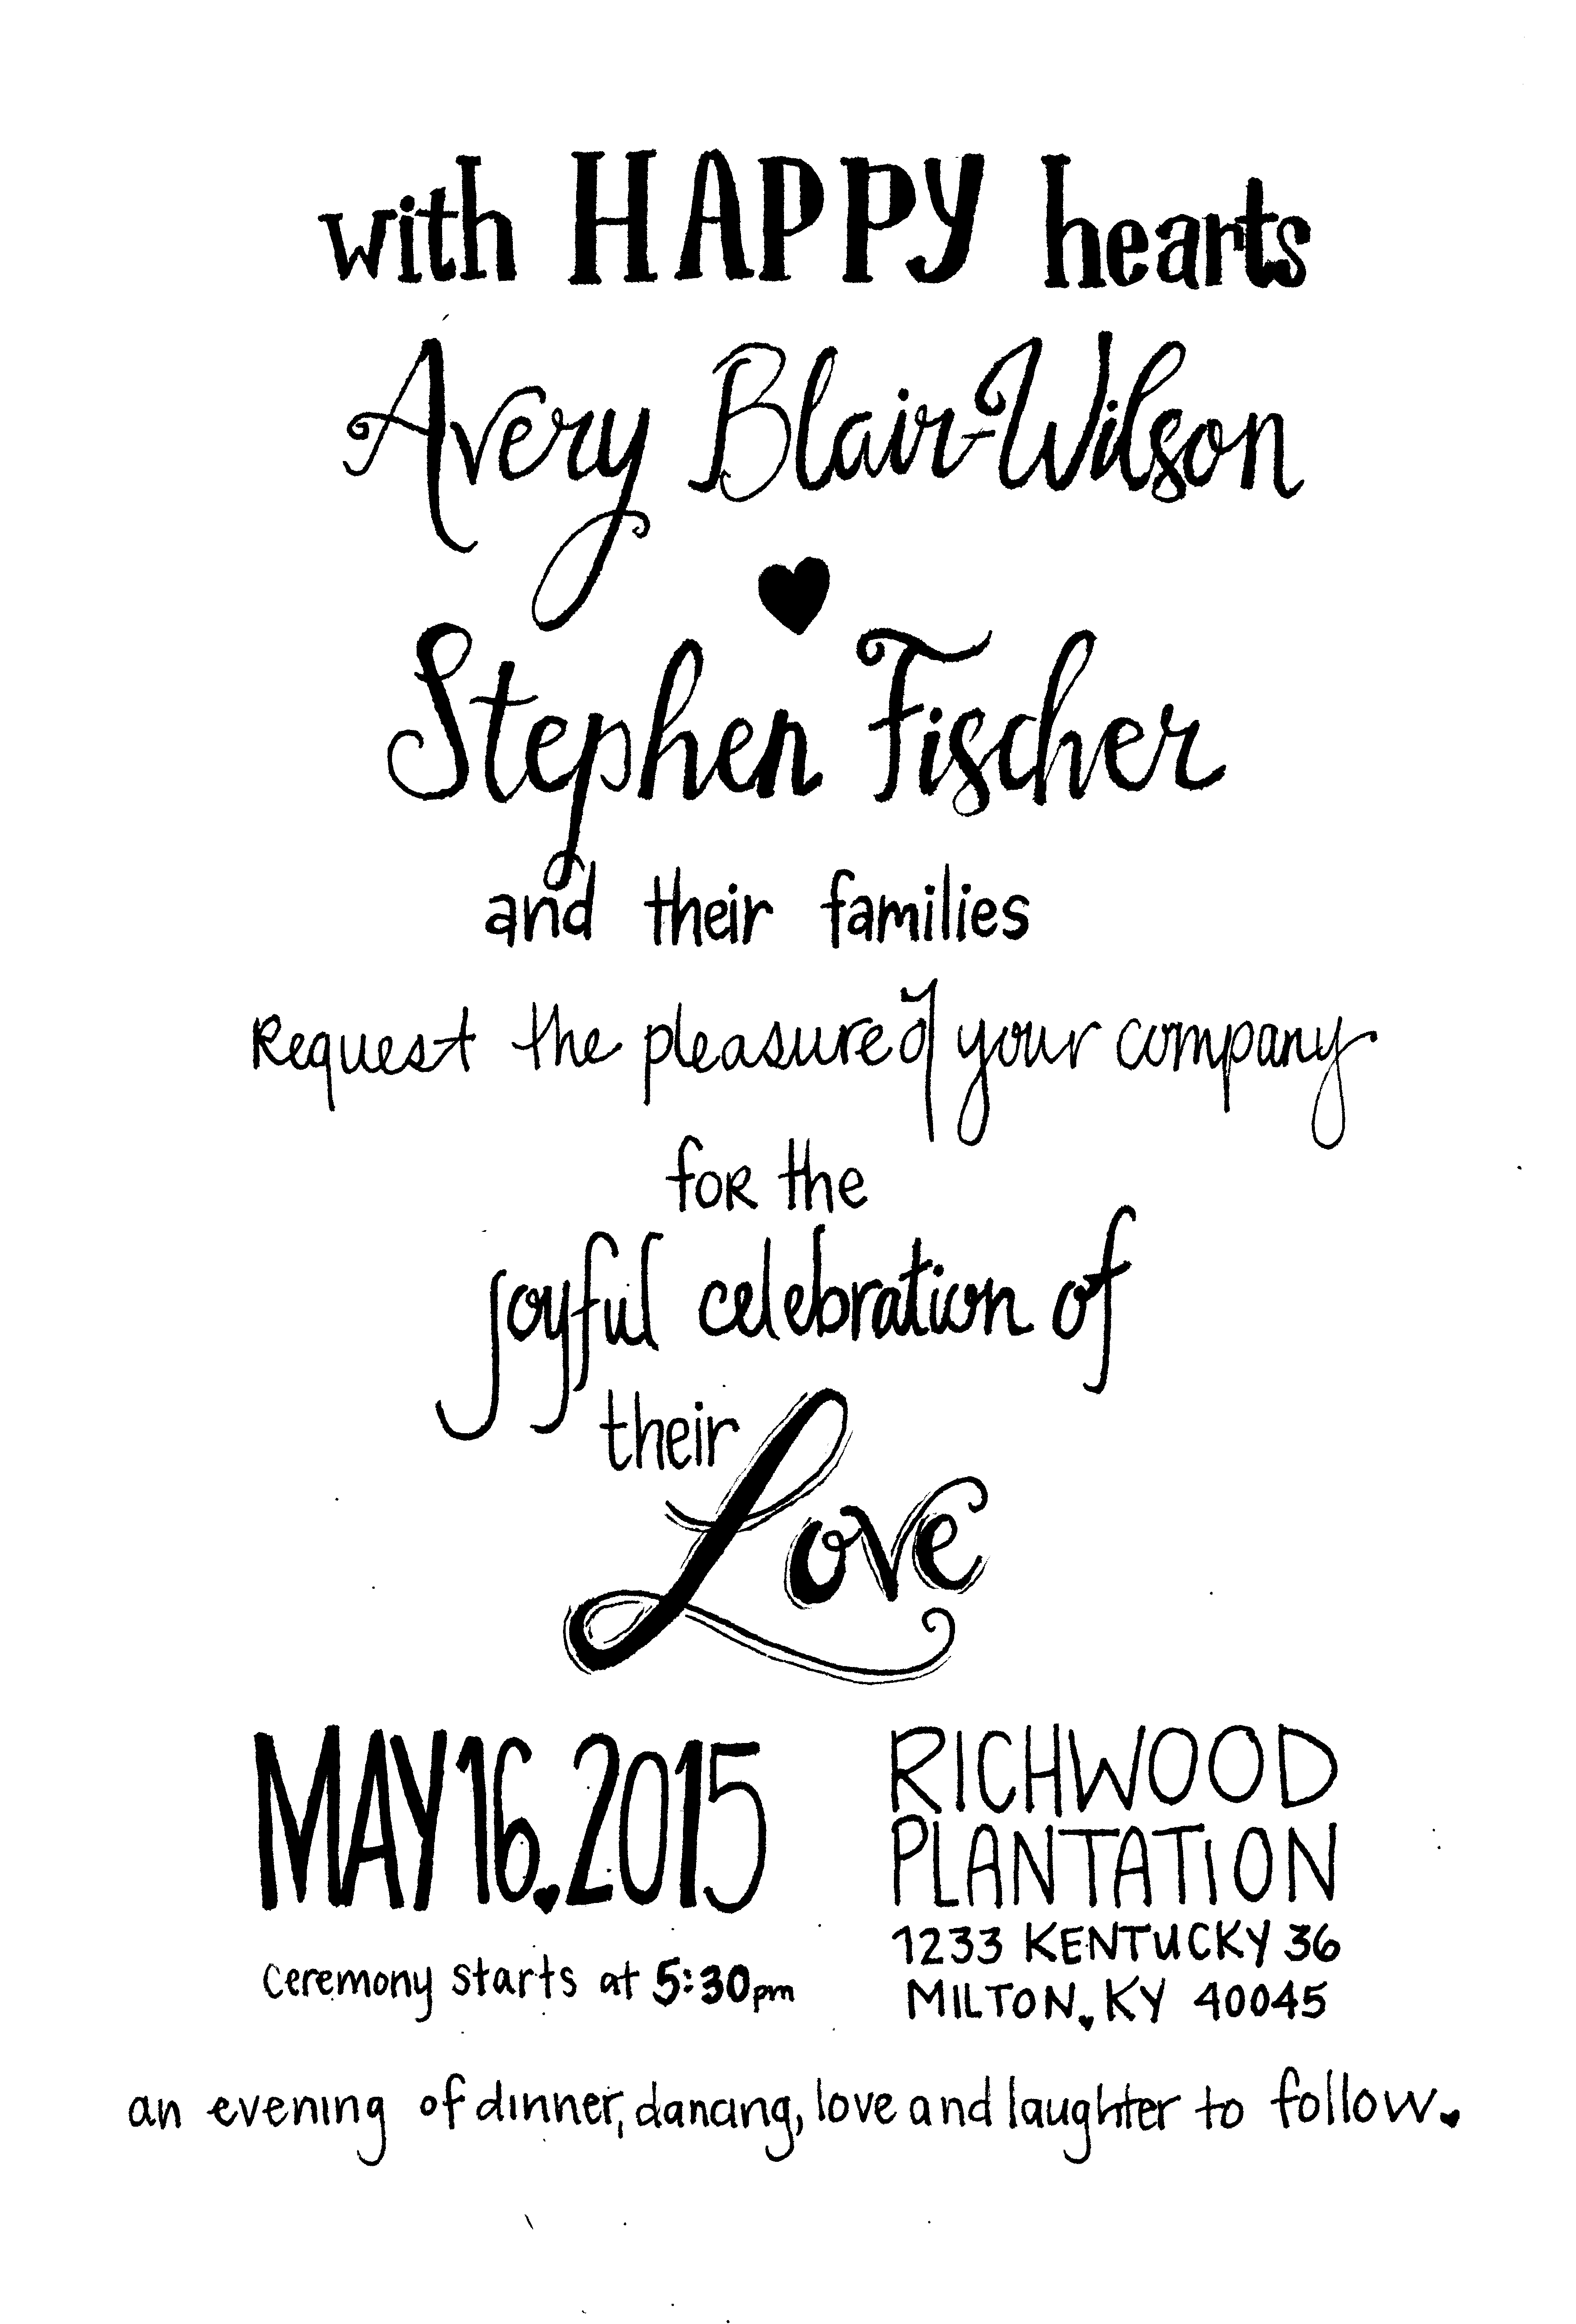 with HAPPY hearts
Avery Blair-Wilson
Stephen Fischer
and their families
Request the pleasure of your company
for the
joyful celebration of
their
Love
MAY 16.2015
ceremony starts at 5:30pm
RICHWOOD
PLANTATION
1233 KENTUCKY 36
MILTON, KY 40045
an evening of dinner, dancing, love and laughter to follow.